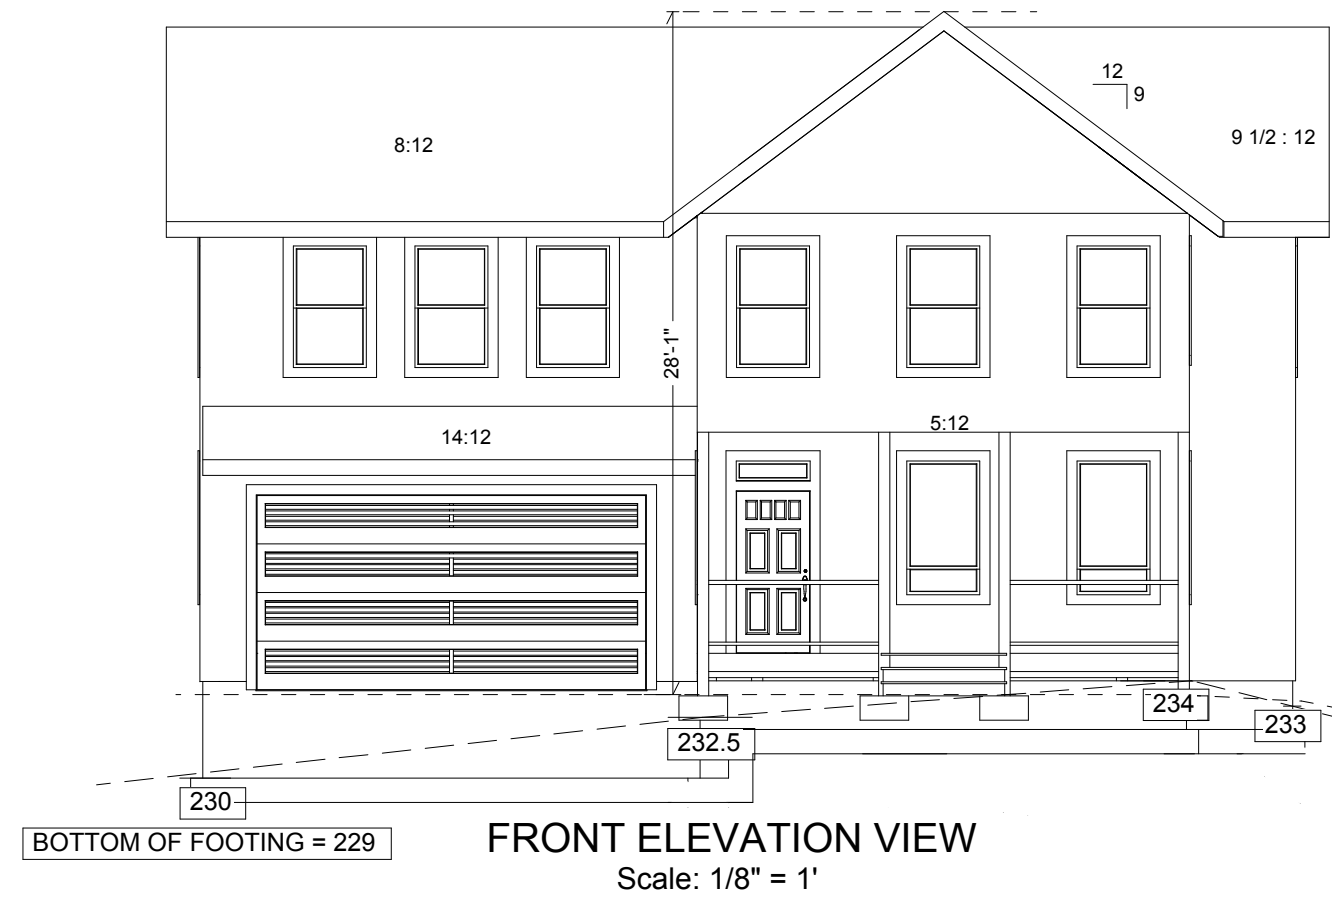 12
9
8:12
9 1/2 : 12
28'-1"
5:12
14:12
234
233
232.5
230
BOTTOM OF FOOTING = 229
FRONT ELEVATION VIEW
Scale: 1/8" = 1'